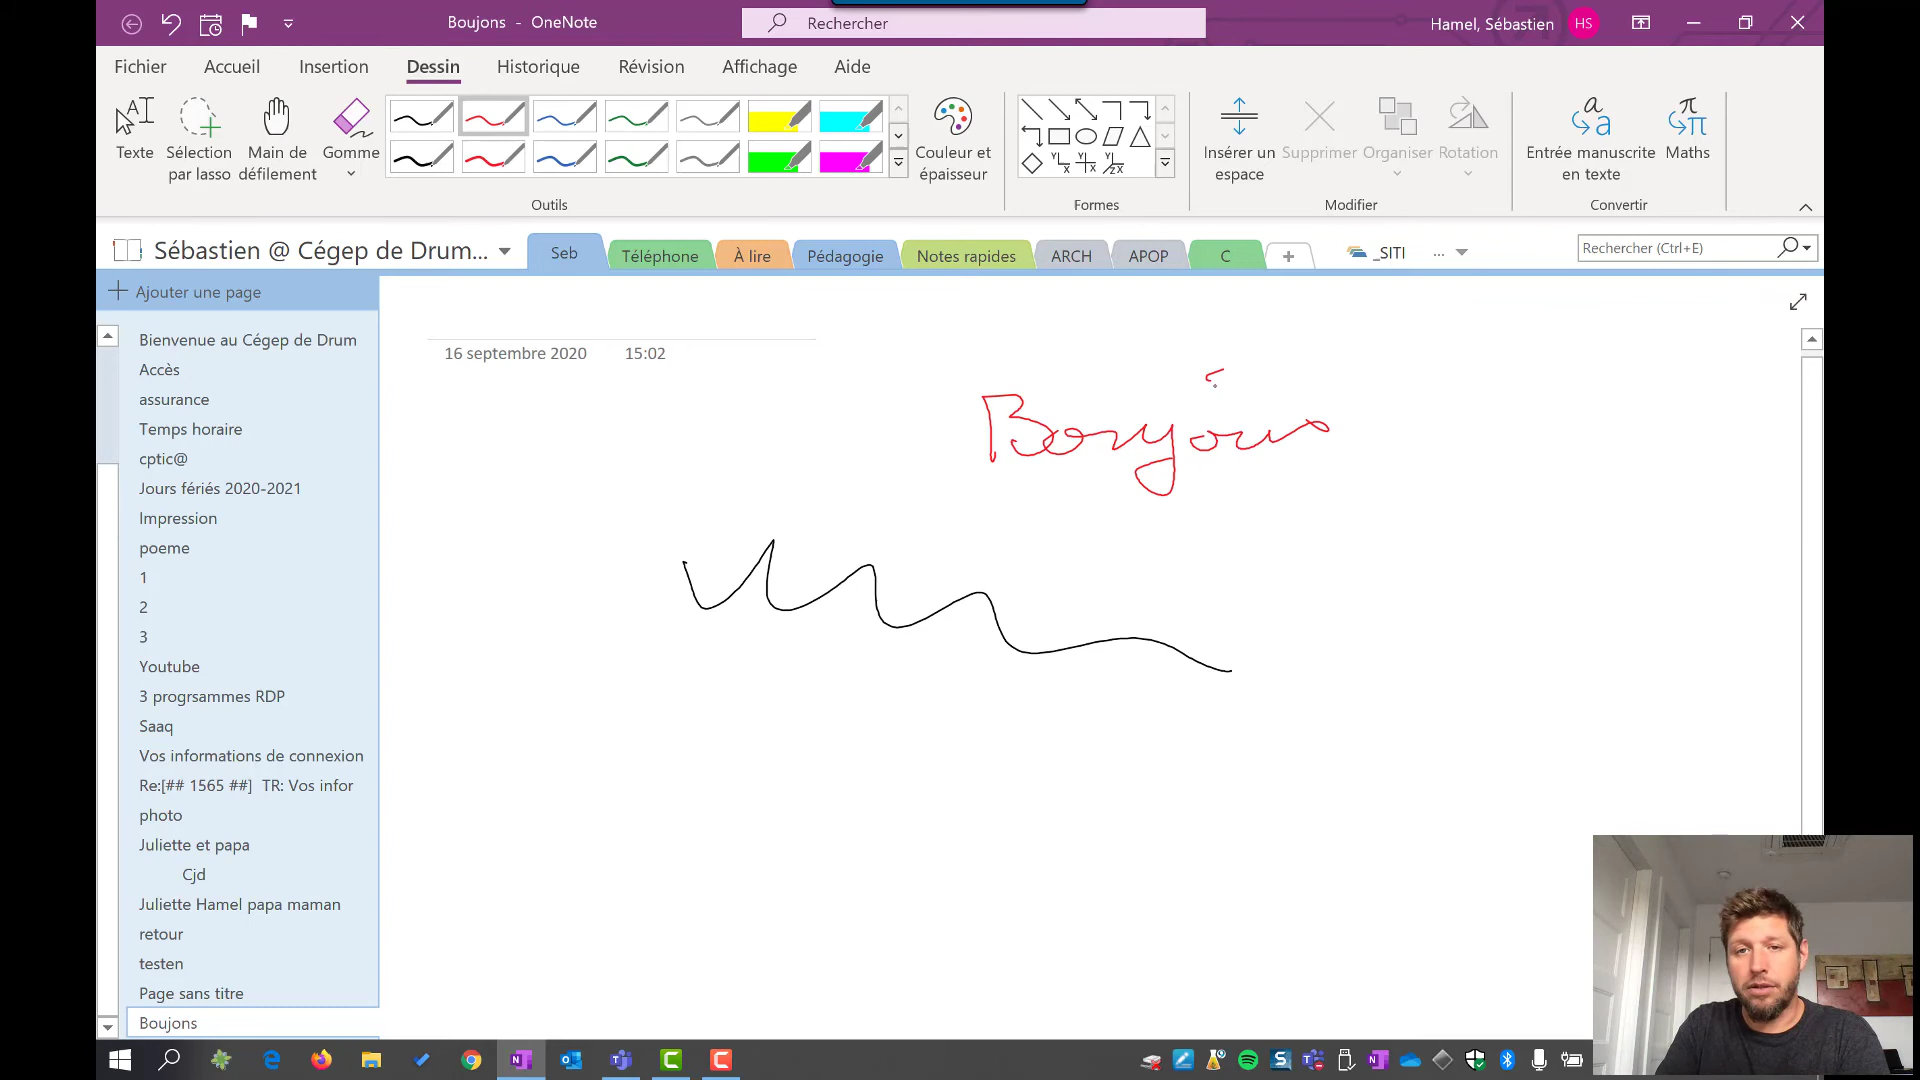 Boujons - OneNote
Rechercher
Hamel, Sébastien
HS
Fichier
Accueil
Insertion
Dessin
Historique
Révision
Affichage
Aide
Texte
Sélection
par lasso
Main de
défilement
Gomme
Couleur et
épaisseur
Insérer un
espace
Supprimer
Organiser
Rotation
Entrée manuscrite
en texte
Maths
Outils
Formes
Modifier
Convertir
Sébastien @ Cégep de Drum...
Seb
Téléphone
À lire
Pédagogie
Notes rapides
ARCH
APOP
C
_SITI
...
Rechercher (Ctrl+E)
Ajouter une page
Bienvenue au Cégep de Drum
Accès
assurance
Temps horaire
cptic@
Jours fériés 2020-2021
Impression
poeme
1
2
3
Youtube
3 progrsammes RDP
Saaq
Vos informations de connexion
Re:[## 1565 ##] TR: Vos infor
photo
Juliette et papa
Cjd
Juliette Hamel papa maman
retour
testen
Page sans titre
Boujons
16 septembre 2020 15:02
Bonjour